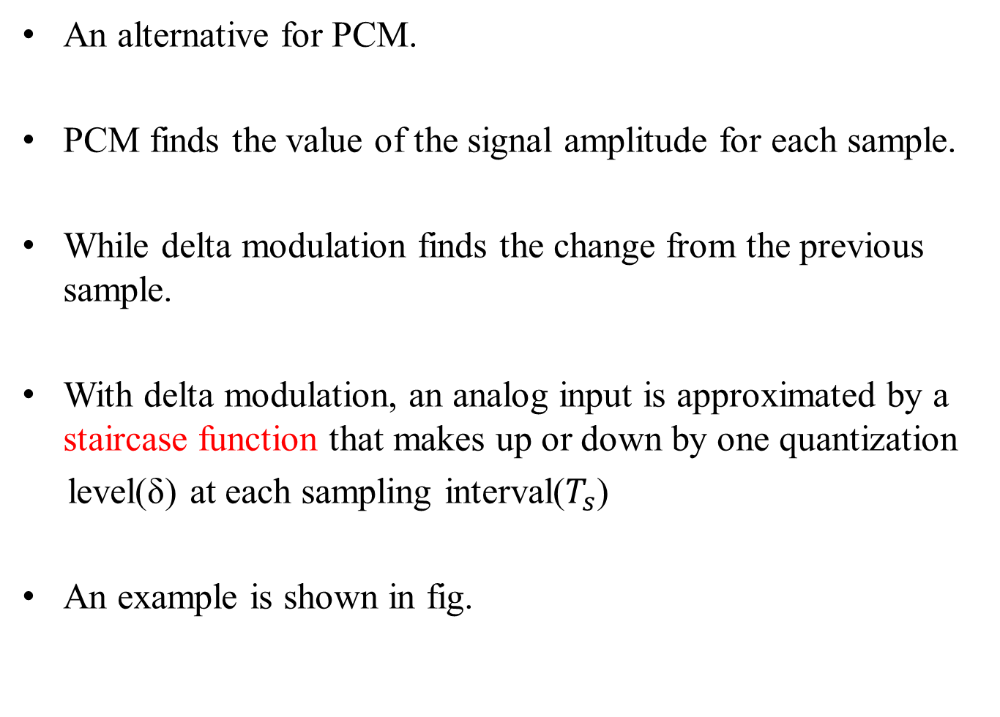 • An alternative for PCM.
• PCM finds the value of the signal amplitude for each sample.
• While delta modulation finds the change from the previous
sample.
• With delta modulation, an analog input is approximated by a
staircase function that makes up or down by one quantization
level(δ) at each sampling interval(𝑇ₛ)
• An example is shown in fig.